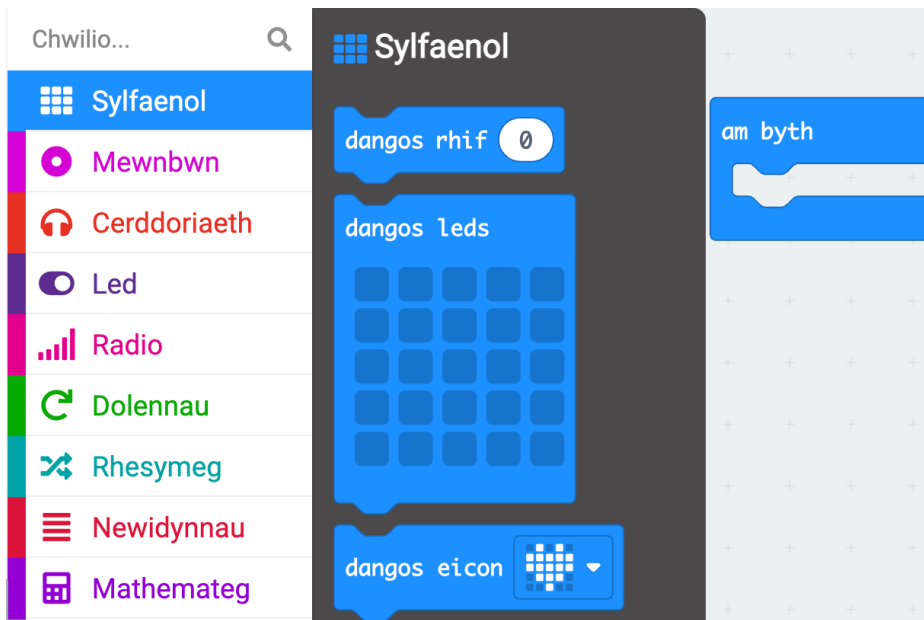 Chwilio...
Sylfaenol
Mewnbwn
Cerddoriaeth
Led
Radio
Dolennau
Rhesymeg
Newidynnau
Mathemateg
Sylfaenol
dangos rhif 0
dangos leds
dangos eicon
am byth